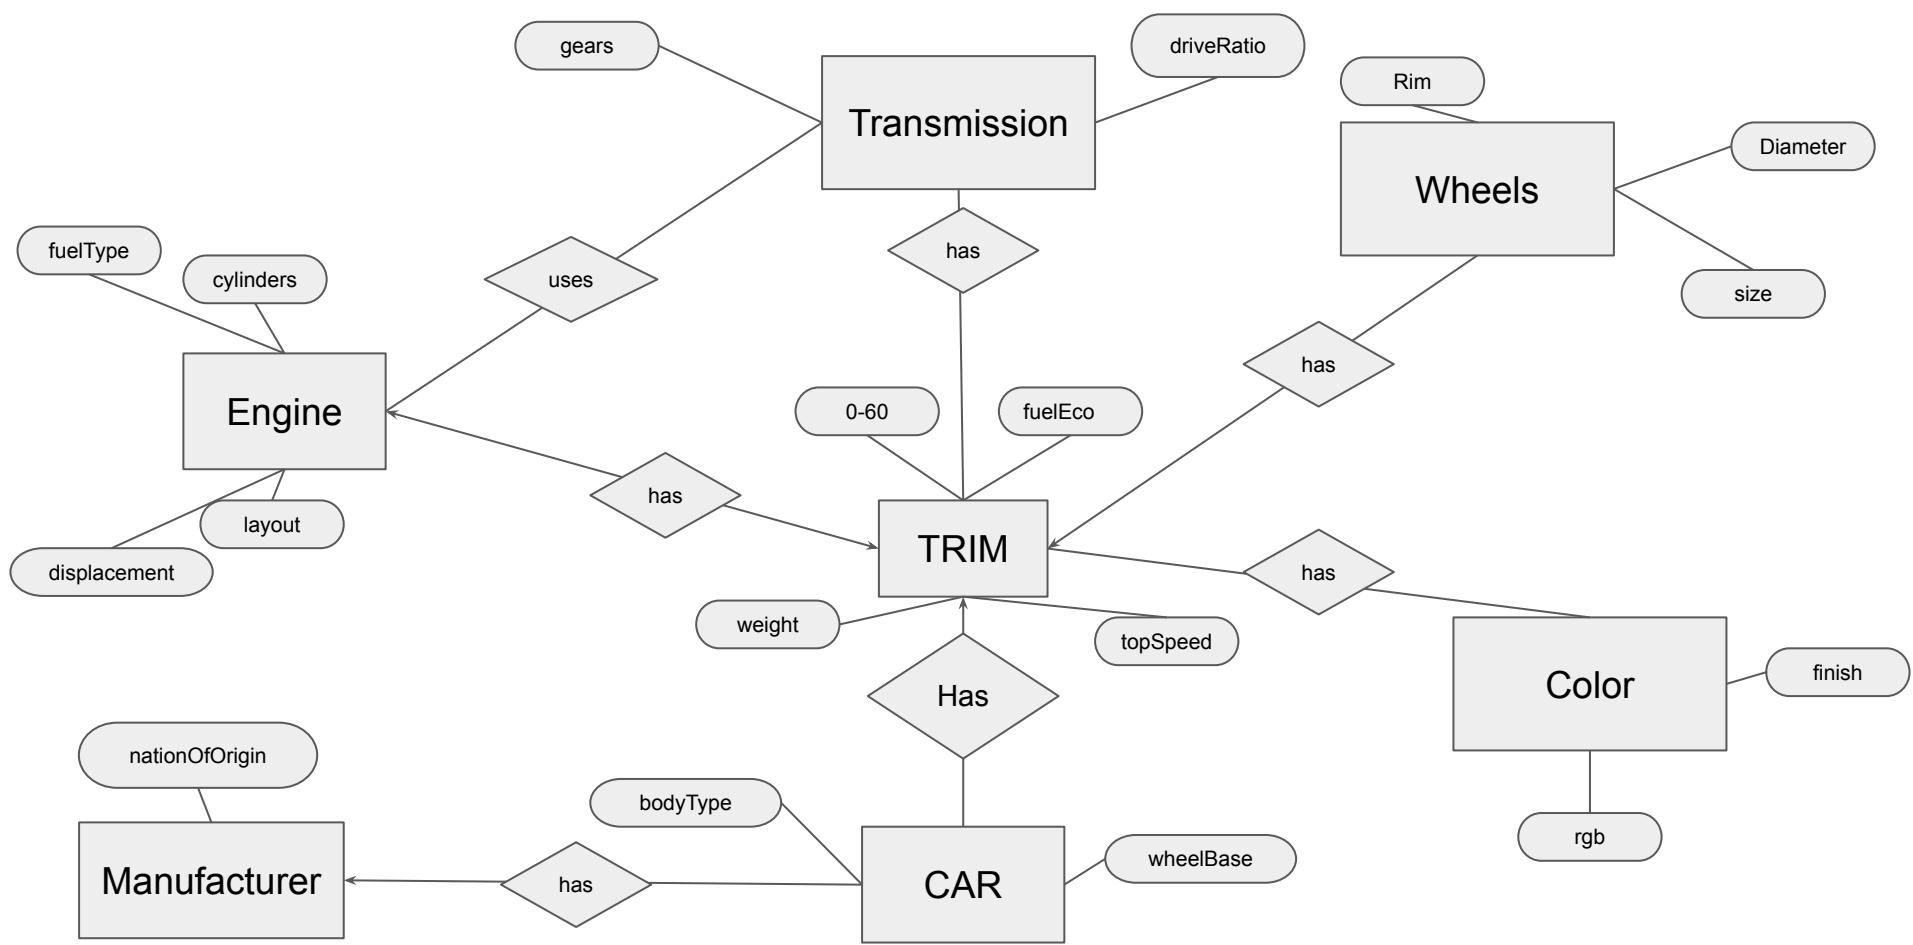 gears
driveRatio
Transmission
Rim
Diameter
Wheels
size
has
fuelType
cylinders
uses
has
Engine
0-60
fuelEco
has
layout
displacement
TRIM
has
weight
topSpeed
Has
Color
finish
nationOfOrigin
bodyType
rgb
wheelBase
Manufacturer
has
CAR